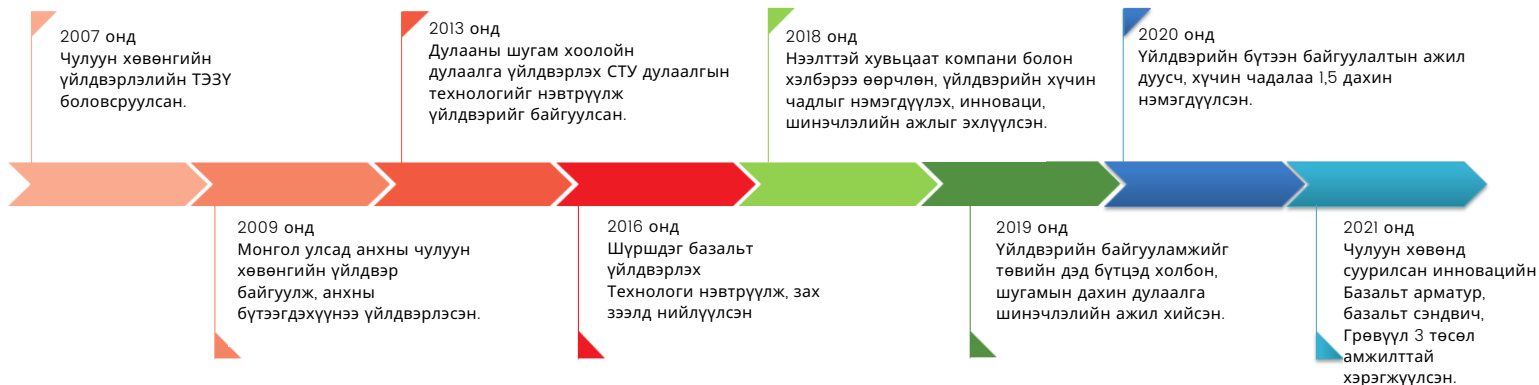 2007 онд
Чулуун хөвөнгийн
үйлдвэрлэлийн ТЭЗҮ
боловсруулсан.
2009 онд
Монгол улсад анхны чулуун
хөвөнгийн үйлдвэр
байгуулж, анхны
бүтээгдэхүүнээ үйлдвэрлэсэн.
2013 онд
Дулааны шугам хоолойн
дулаалга үйлдвэрлэх СТУ дулаалгын
технологийг нэвтрүүлж
үйлдвэрийг байгуулсан.
2016 онд
Шүршдэг базальт
үйлдвэрлэх
Технологи нэвтрүүлж, зах
зээлд нийлүүлсэн
2018 онд
Нээлттэй хувьцаат компани болон
хэлбэрээ өөрчлөн, үйлдвэрийн хүчин
чадлыг нэмэгдүүлэх, инноваци,
шинэчлэлийн ажлыг эхлүүлсэн.
2019 онд
Үйлдвэрийн байгууламжийг
төвийн дэд бүтцэд холбон,
шугамын дахин дулаалга
шинэчлэлийн ажил хийсэн.
2020 онд
Үйлдвэрийн бүтээн байгуулалтын ажил
дуусч, хүчин чадалаа 1,5 дахин
нэмэгдүүлсэн.
2021 онд
Чулуун хөвөнд
суурилсан инновацийн
Базальт арматур,
базальт сэндвич,
Грөвүүл 3 төсөл
амжилттай
хэрэгжүүлсэн.